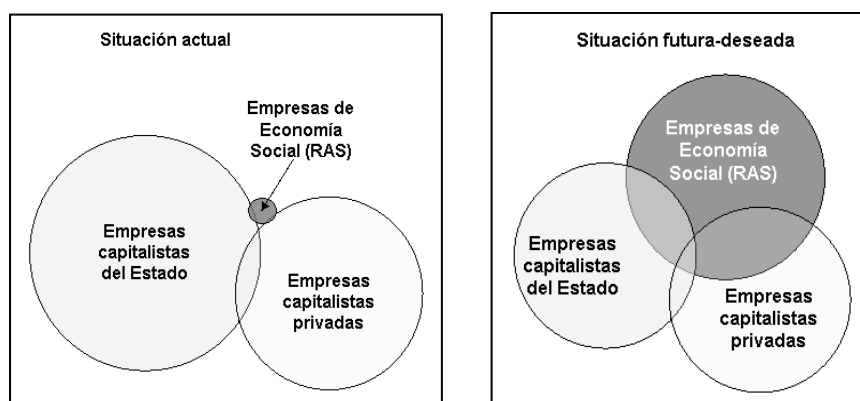 Situación actual
Empresas de
Economía
Social (RAS)
Empresas
capitalistas
del Estado
Empresas
capitalistas
privadas
Situación futura-deseada
Empresas de
Economía
Social (RAS)
Empresas
capitalistas
del Estado
Empresas
capitalistas
privadas